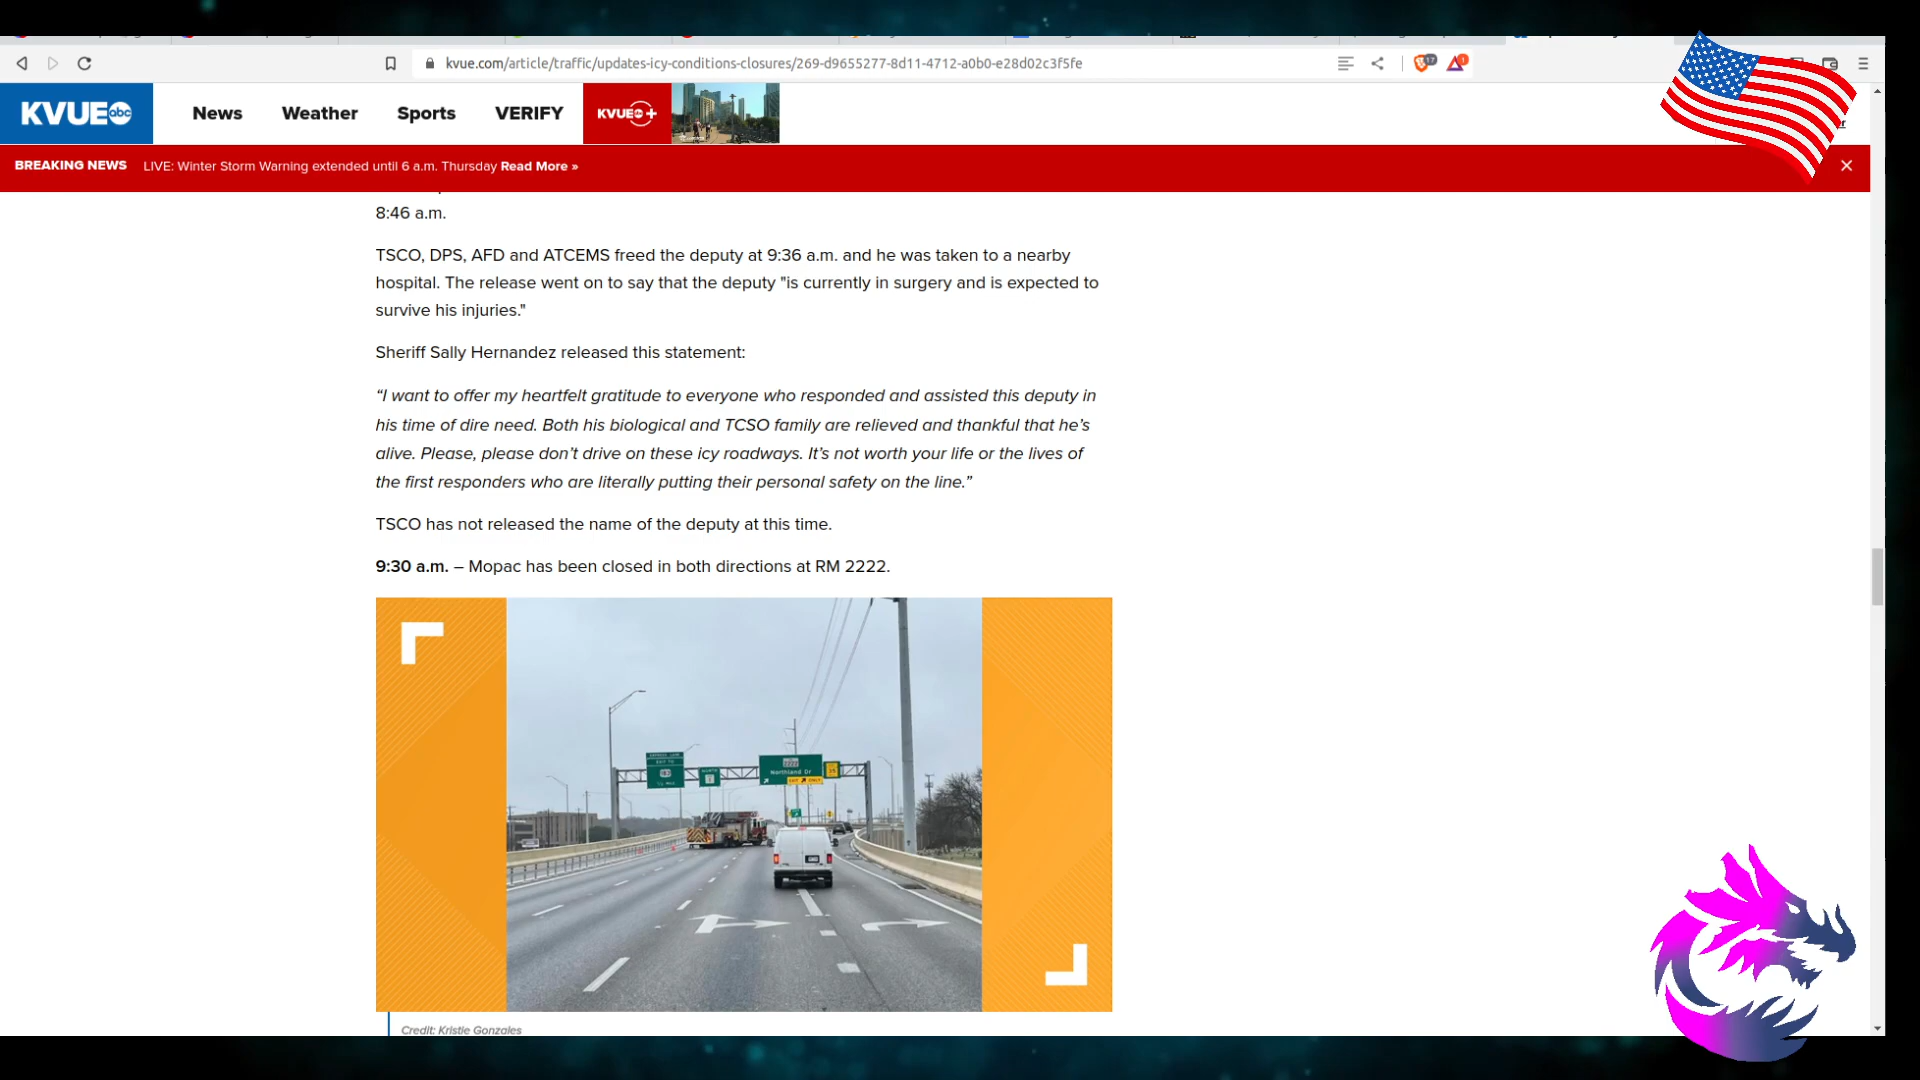 kvue.com/article/traffic/updates-icy-conditions-closures/269-d9655277-8d11-4712-a0b0-e28d02c3f5fe
17
1
KVUE abc
News
Weather
Sports
VERIFY
KVUE +
BREAKING NEWS LIVE: Winter Storm Warning extended until 6 a.m. Thursday Read More »
8:46 a.m.
TSCO, DPS, AFD and ATCEMS freed the deputy at 9:36 a.m. and he was taken to a nearby
hospital. The release went on to say that the deputy "is currently in surgery and is expected to
survive his injuries."
Sheriff Sally Hernandez released this statement:
“I want to offer my heartfelt gratitude to everyone who responded and assisted this deputy in
his time of dire need. Both his biological and TCSO family are relieved and thankful that he’s
alive. Please, please don’t drive on these icy roadways. It’s not worth your life or the lives of
the first responders who are literally putting their personal safety on the line.”
TSCO has not released the name of the deputy at this time.
9:30 a.m. – Mopac has been closed in both directions at RM 2222.
2222
Northland Dr
Credit: Kristie Gonzales